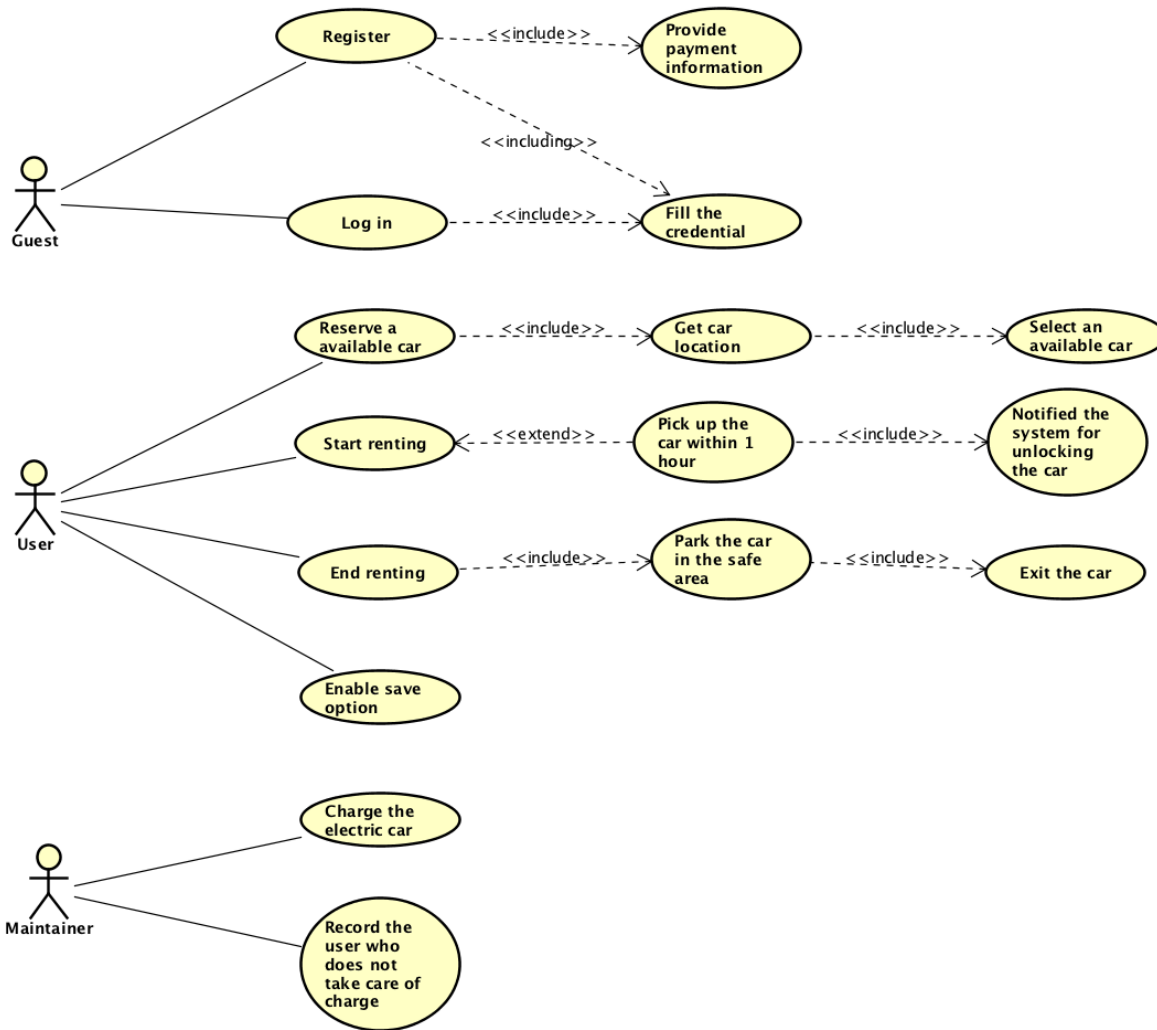 Register
<<include>>
Provide
payment
information
<<including>>
Guest
Log in
<<include>>
Fill the
credential
Reserve a
available car
<<include>>
Get car
location
<<include>>
Select an
available car
Start renting
<<extend>>
Pick up the
car within 1
hour
<<include>>
Notified the
system for
unlocking
the car
User
End renting
<<include>>
Park the car
in the safe
area
<<include>>
Exit the car
Enable save
option
Charge the
electric car
Maintainer
Record the
user who
does not
take care of
charge